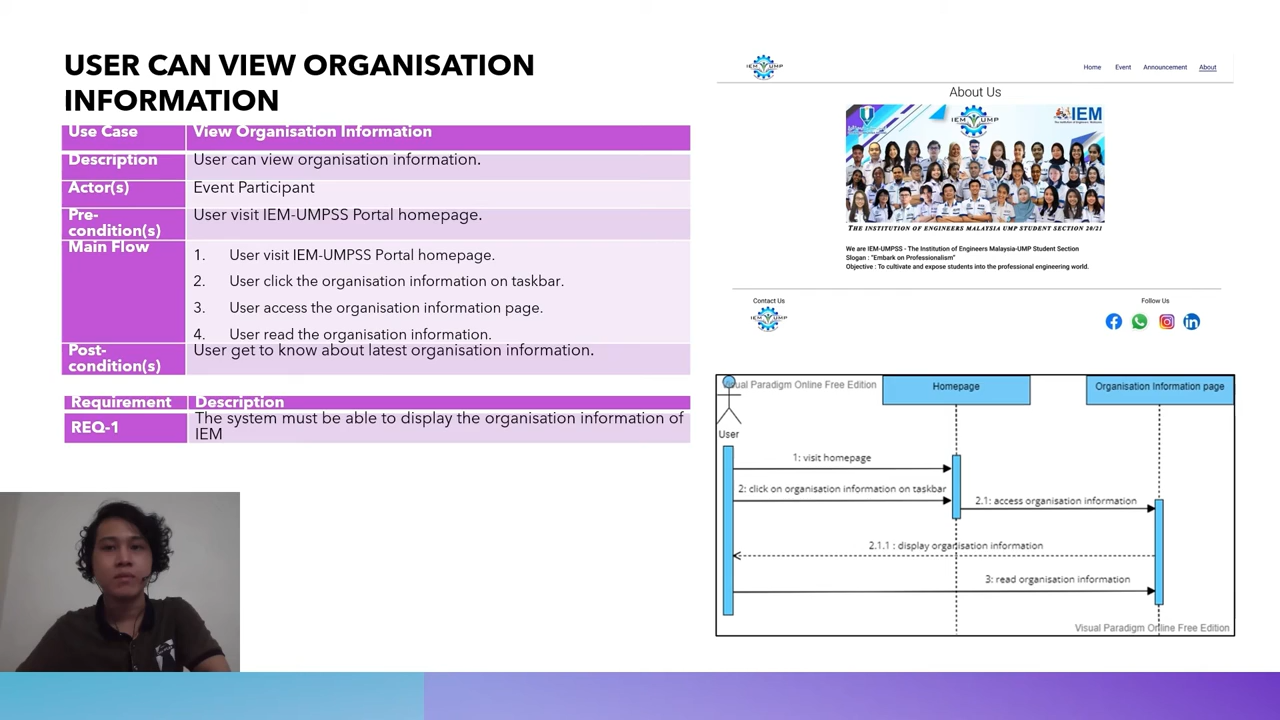 USER CAN VIEW ORGANISATION
INFORMATION
Use Case
View Organisation Information
Description
User can view organisation information.
Actor(s)
Event Participant
Pre-
condition(s)
User visit IEM-UMPSS Portal homepage.
Main Flow
1. User visit IEM-UMPSS Portal homepage.
2. User click the organisation information on taskbar.
3. User access the organisation information page.
4. User read the organisation information.
Post-
condition(s)
User get to know about latest organisation information.
Requirement
Description
REQ-1
The system must be able to display the organisation information of
IEM
IEM UMP
Home
Event
Announcement
About
About Us
IEM UMP
IEM
THE INSTITUTION OF ENGINEERS MALAYSIA UMP STUDENT SECTION 20/21
We are IEM-UMPSS - The Institution of Engineers Malaysia-UMP Student Section
Slogan : "Embark on Professionalism"
Objective : To cultivate and expose students into the professional engineering world.
Contact Us
IEM UMP
Follow Us
Visual Paradigm Online Free Edition
Homepage
Organisation Information page
User
1: visit homepage
2: click on organisation information on taskbar
2.1: access organisation information
2.1.1 : display organisation information
3: read organisation information
Visual Paradigm Online Free Edition